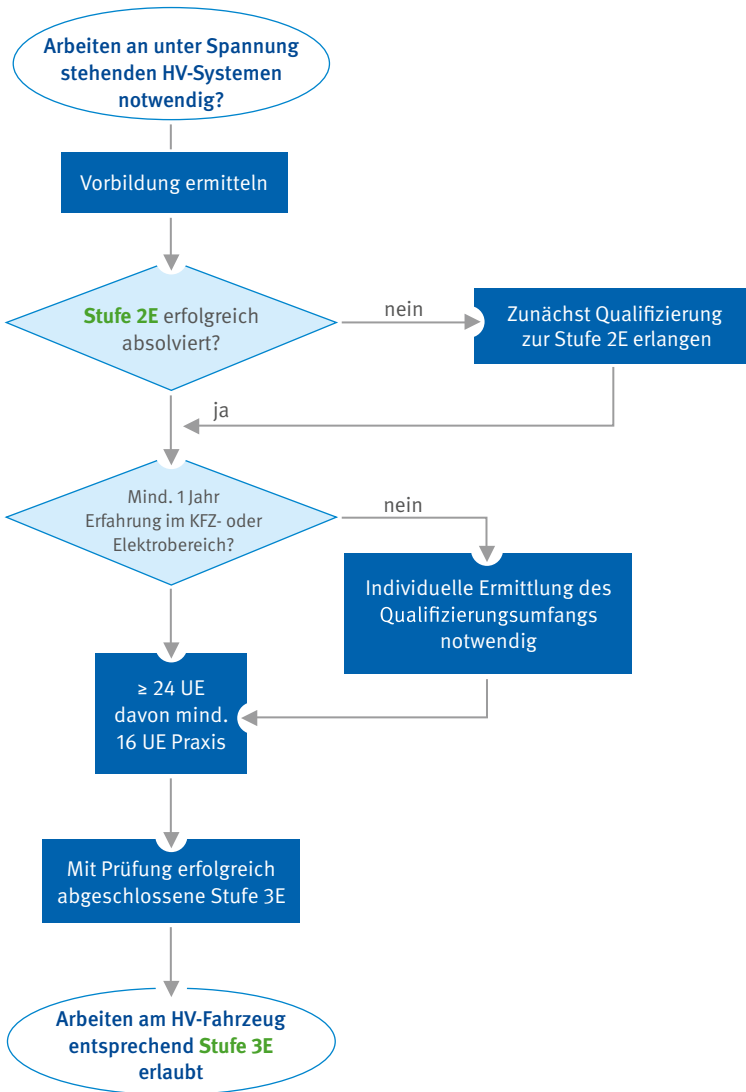 Arbeiten an unter Spannung
stehenden HV-Systemen
notwendig?
Vorbildung ermitteln
Stufe 2E erfolgreich
absolviert?
nein
Zunächst Qualifizierung
zur Stufe 2E erlangen
ja
Mind. 1 Jahr
Erfahrung im KFZ- oder
Elektrobereich?
nein
Individuelle Ermittlung des
Qualifizierungsumfangs
notwendig
≥ 24 UE
davon mind.
16 UE Praxis
Mit Prüfung erfolgreich
abgeschlossene Stufe 3E
Arbeiten am HV-Fahrzeug
entsprechend Stufe 3E
erlaubt